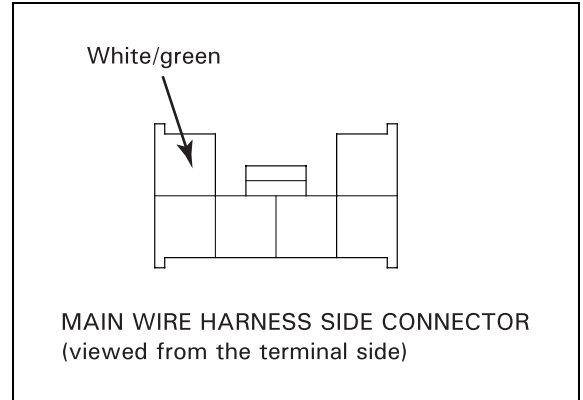 White/green
MAIN WIRE HARNESS SIDE CONNECTOR
(viewed from the terminal side)